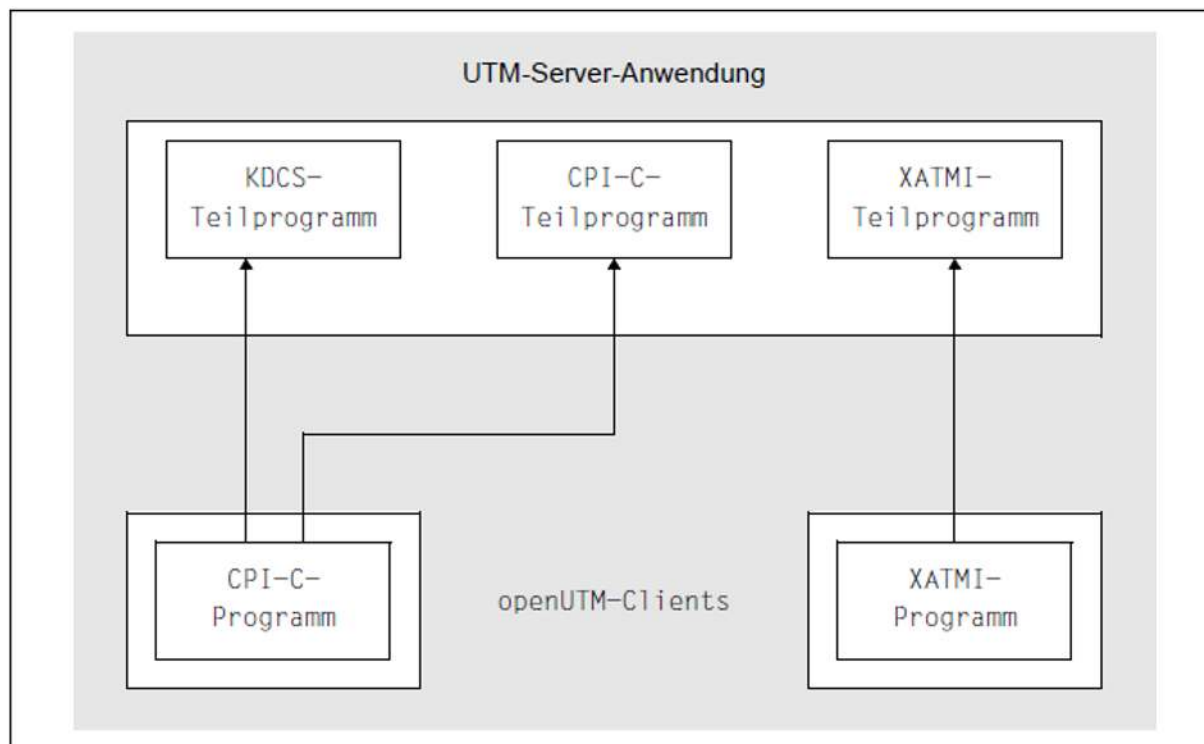 UTM-Server-Anwendung
KDCS-
Teilprogramm
CPI-C-
Teilprogramm
XATMI-
Teilprogramm
CPI-C-
Programm
openUTM-Clients
XATMI-
Programm